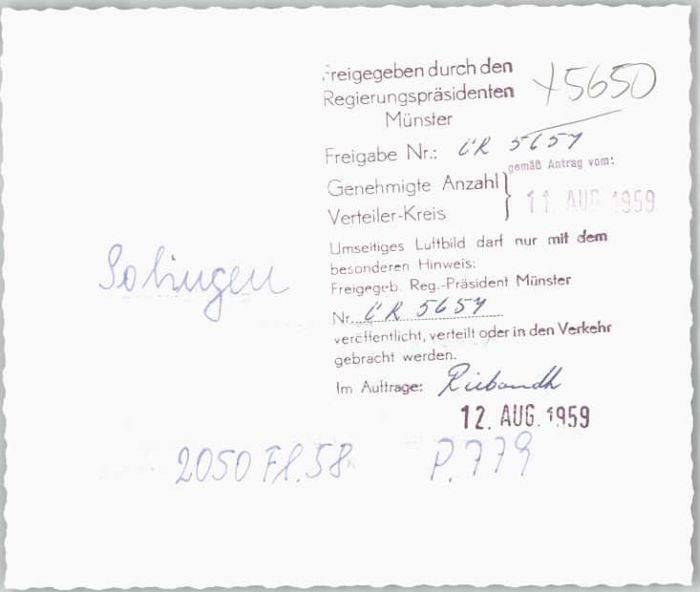 Freigegeben durch den
Regierungspräsidenten
Münster
+5650
Freigabe Nr.: CR 5657
gemäß Antrag vom:
Genehmigte Anzahl }
Verteiler-Kreis
11 AUG 1959
Umseitiges Luftbild darf nur mit dem
besonderen Hinweis:
Freigegeb. Reg.-Präsident Münster
Nr. CR 5657
veröffentlicht, verteilt oder in den Verkehr
gebracht werden.
Im Auftrage:
12. AUG. 1959
Solingen
2050 Fl. 58 P. 779